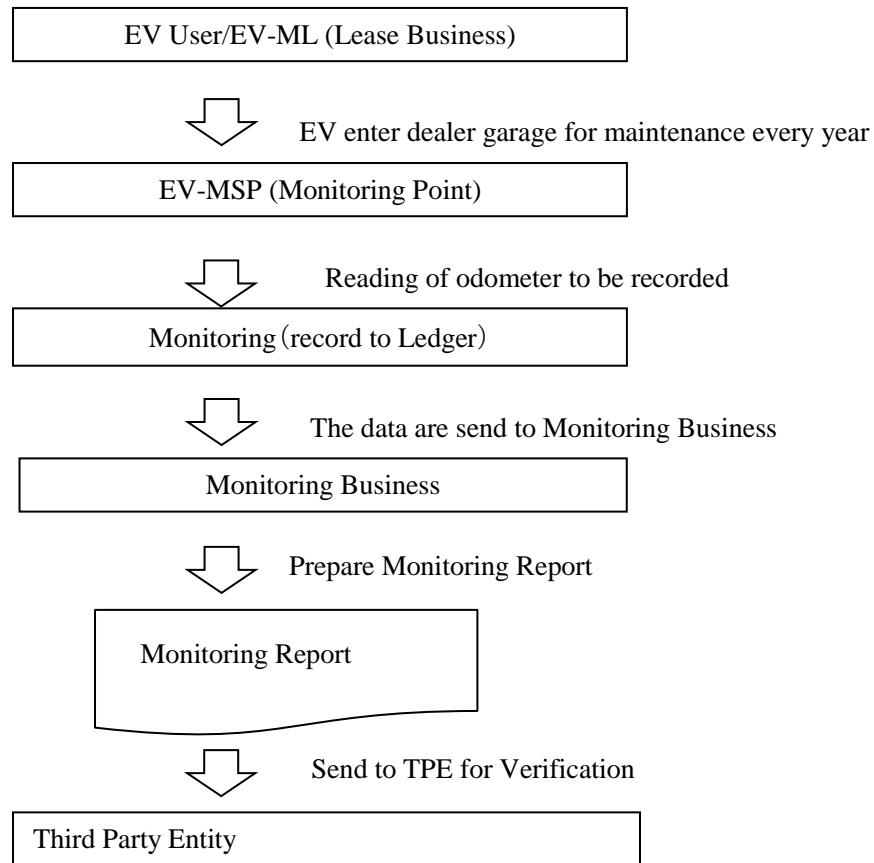 EV User/EV-ML (Lease Business)
EV enter dealer garage for maintenance every year
EV-MSP (Monitoring Point)
Reading of odometer to be recorded
Monitoring（record to Ledger）
The data are send to Monitoring Business
Monitoring Business
Prepare Monitoring Report
Monitoring Report
Send to TPE for Verification
Third Party Entity